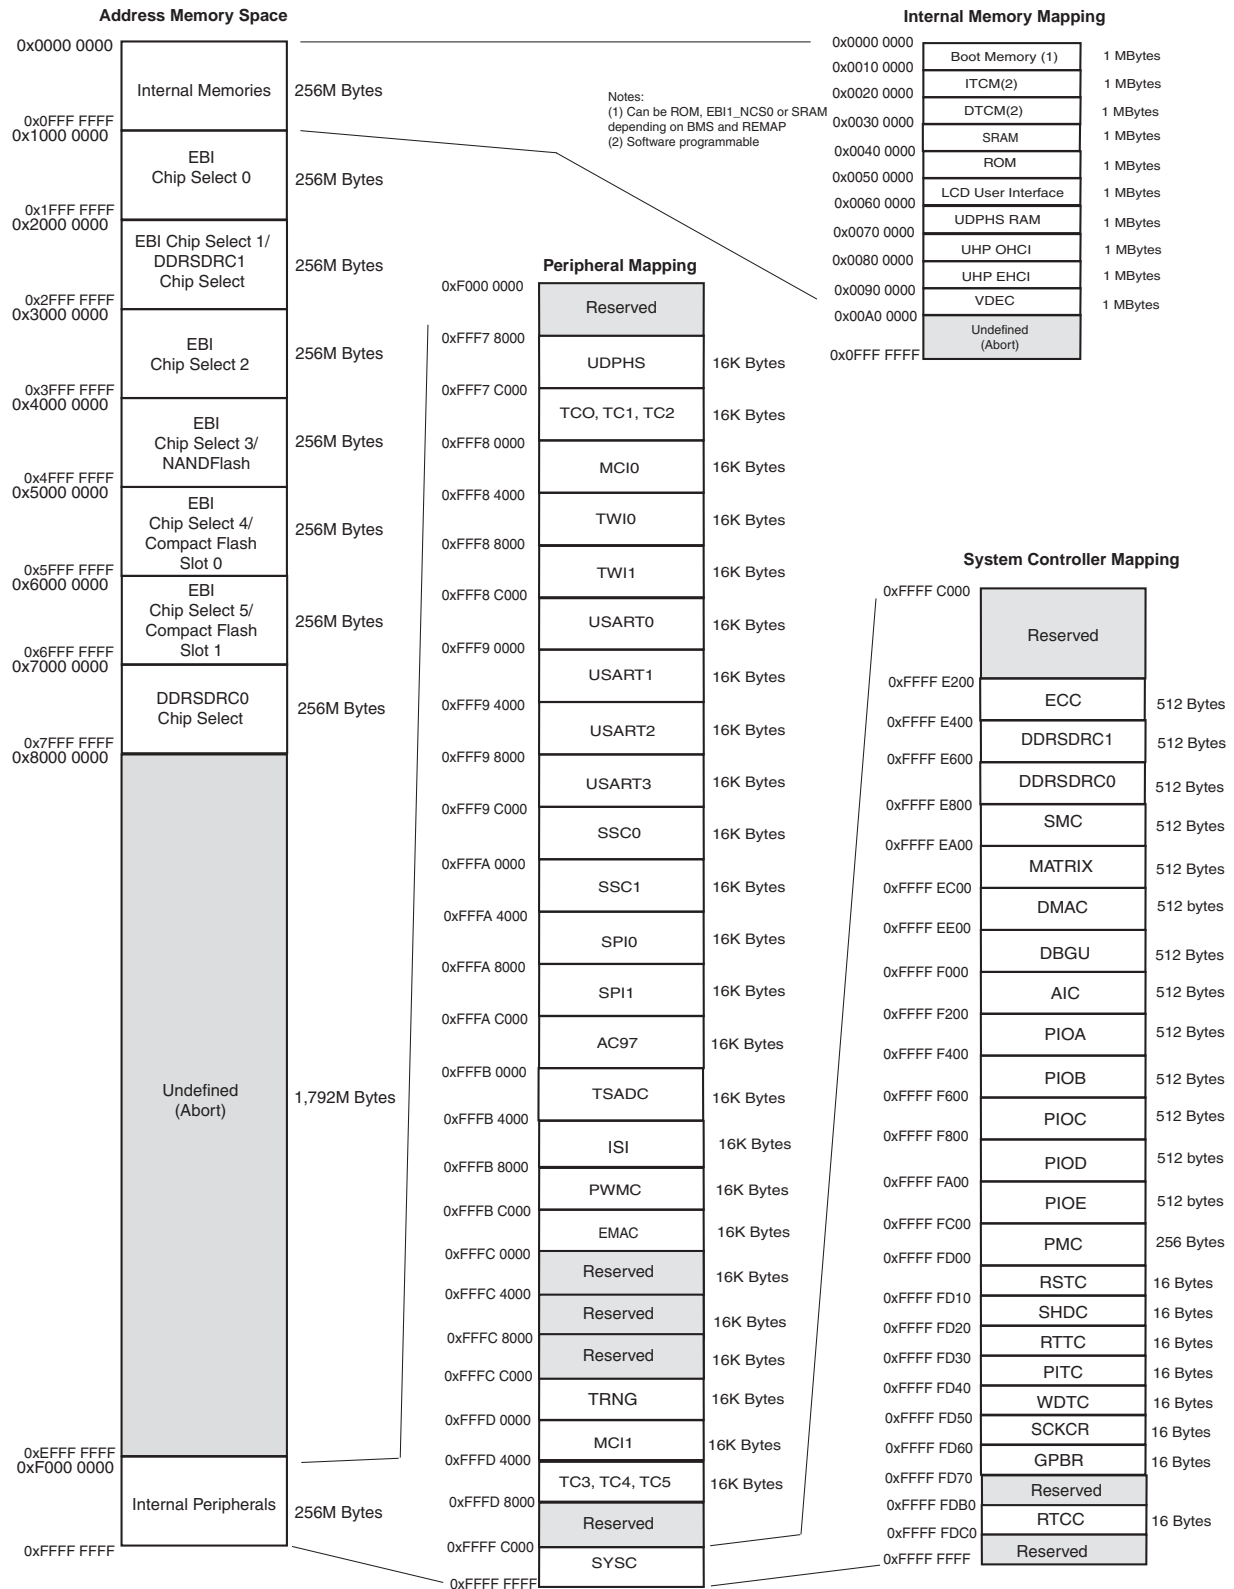 Address Memory Space
0x0000 0000
Internal Memories
256M Bytes
0x0FFF FFFF
0x1000 0000
EBI
Chip Select 0
256M Bytes
0x1FFF FFFF
0x2000 0000
EBI Chip Select 1/
DDRSDRC1
Chip Select
256M Bytes
0x2FFF FFFF
0x3000 0000
EBI
Chip Select 2
256M Bytes
0x3FFF FFFF
0x4000 0000
EBI
Chip Select 3/
NANDFlash
256M Bytes
0x4FFF FFFF
0x5000 0000
EBI
Chip Select 4/
Compact Flash
Slot 0
256M Bytes
0x5FFF FFFF
0x6000 0000
EBI
Chip Select 5/
Compact Flash
Slot 1
256M Bytes
0x6FFF FFFF
0x7000 0000
DDRSDRC0
Chip Select
256M Bytes
0x7FFF FFFF
0x8000 0000
Undefined
(Abort)
1,792M Bytes
0xEFFF FFFF
0xF000 0000
Internal Peripherals
256M Bytes
0xFFFF FFFF
Notes:
(1) Can be ROM, EBI1_NCS0 or SRAM
depending on BMS and REMAP
(2) Software programmable
Internal Memory Mapping
0x0000 0000
Boot Memory (1)
1 MBytes
0x0010 0000
ITCM(2)
1 MBytes
0x0020 0000
DTCM(2)
1 MBytes
0x0030 0000
SRAM
1 MBytes
0x0040 0000
ROM
1 MBytes
0x0050 0000
LCD User Interface
1 MBytes
0x0060 0000
UDPHS RAM
1 MBytes
0x0070 0000
UHP OHCI
1 MBytes
0x0080 0000
UHP EHCI
1 MBytes
0x0090 0000
VDEC
1 MBytes
0x00A0 0000
Undefined
(Abort)
0x0FFF FFFF
Peripheral Mapping
0xF000 0000
Reserved
0xFFF7 8000
UDPHS
16K Bytes
0xFFF7 C000
TCO, TC1, TC2
16K Bytes
0xFFF8 0000
MCI0
16K Bytes
0xFFF8 4000
TWI0
16K Bytes
0xFFF8 8000
TWI1
16K Bytes
0xFFF8 C000
USART0
16K Bytes
0xFFF9 0000
USART1
16K Bytes
0xFFF9 4000
USART2
16K Bytes
0xFFF9 8000
USART3
16K Bytes
0xFFF9 C000
SSC0
16K Bytes
0xFFFA 0000
SSC1
16K Bytes
0xFFFA 4000
SPI0
16K Bytes
0xFFFA 8000
SPI1
16K Bytes
0xFFFA C000
AC97
16K Bytes
0xFFFB 0000
TSADC
16K Bytes
0xFFFB 4000
ISI
16K Bytes
0xFFFB 8000
PWMC
16K Bytes
0xFFFB C000
EMAC
16K Bytes
0xFFFC 0000
Reserved
16K Bytes
0xFFFC 4000
Reserved
16K Bytes
0xFFFC 8000
Reserved
16K Bytes
0xFFFC C000
TRNG
16K Bytes
0xFFFD 0000
MCI1
16K Bytes
0xFFFD 4000
TC3, TC4, TC5
16K Bytes
0xFFFD 8000
Reserved
0xFFFF C000
SYSC
0xFFFF FFFF
System Controller Mapping
0xFFFF C000
Reserved
0xFFFF E200
ECC
512 Bytes
0xFFFF E400
DDRSDRC1
512 Bytes
0xFFFF E600
DDRSDRC0
512 Bytes
0xFFFF E800
SMC
512 Bytes
0xFFFF EA00
MATRIX
512 Bytes
0xFFFF EC00
DMAC
512 bytes
0xFFFF EE00
DBGU
512 Bytes
0xFFFF F000
AIC
512 Bytes
0xFFFF F200
PIOA
512 Bytes
0xFFFF F400
PIOB
512 Bytes
0xFFFF F600
PIOC
512 Bytes
0xFFFF F800
PIOD
512 bytes
0xFFFF FA00
PIOE
512 bytes
0xFFFF FC00
PMC
256 Bytes
0xFFFF FD00
RSTC
16 Bytes
0xFFFF FD10
SHDC
16 Bytes
0xFFFF FD20
RTTC
16 Bytes
0xFFFF FD30
PITC
16 Bytes
0xFFFF FD40
WDTC
16 Bytes
0xFFFF FD50
SCKCR
16 Bytes
0xFFFF FD60
GPBR
16 Bytes
0xFFFF FD70
Reserved
0xFFFF FDB0
RTCC
16 Bytes
0xFFFF FDC0
Reserved
0xFFFF FFFF